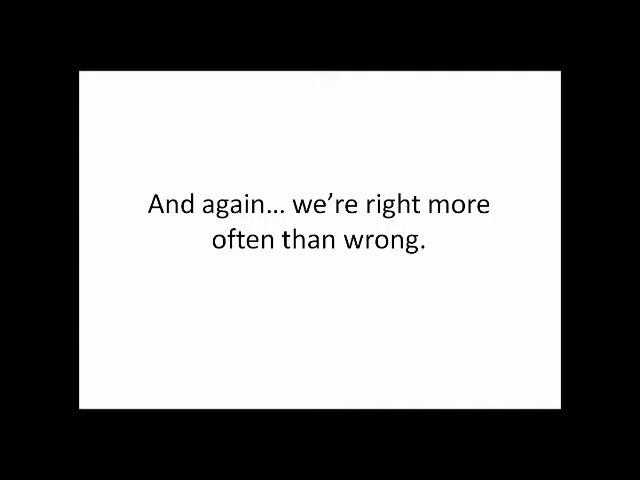 And again… we’re right more
often than wrong.